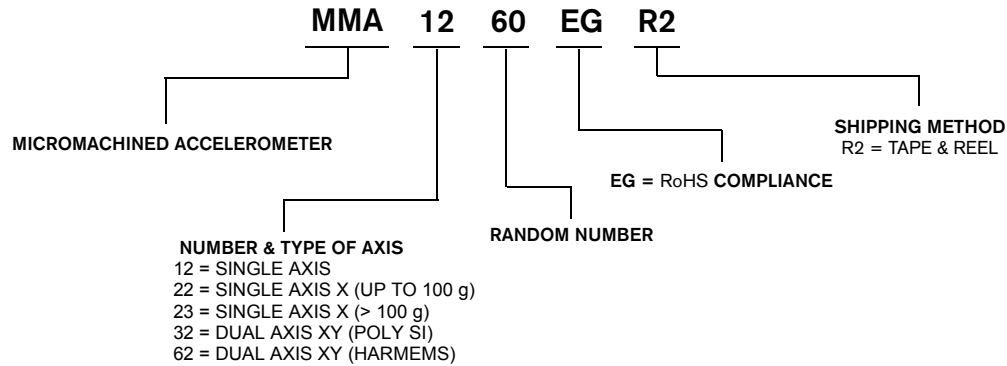 MMA 12 60 EG R2
MICROMACHINED ACCELEROMETER
SHIPPING METHOD
R2 = TAPE & REEL
EG = RoHS COMPLIANCE
RANDOM NUMBER
NUMBER & TYPE OF AXIS
12 = SINGLE AXIS
22 = SINGLE AXIS X (UP TO 100 g)
23 = SINGLE AXIS X (> 100 g)
32 = DUAL AXIS XY (POLY SI)
62 = DUAL AXIS XY (HARMEMS)